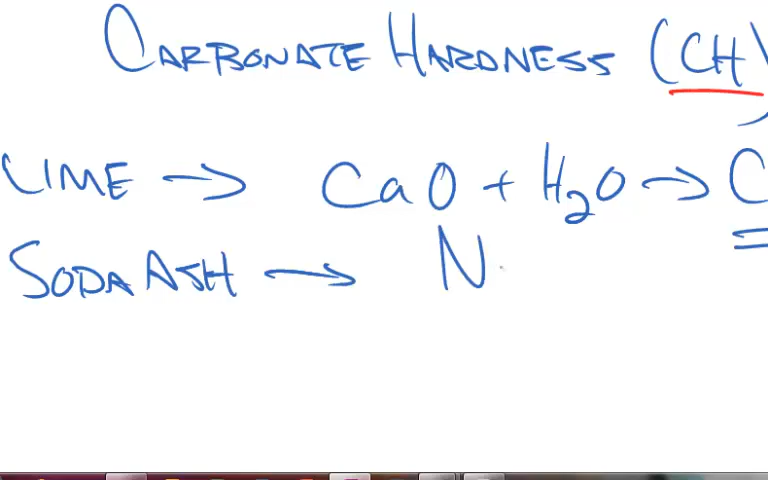 CARBONATE HARDNESS (CH)
LIME → CaO + H₂O → C
SODA ASH → N